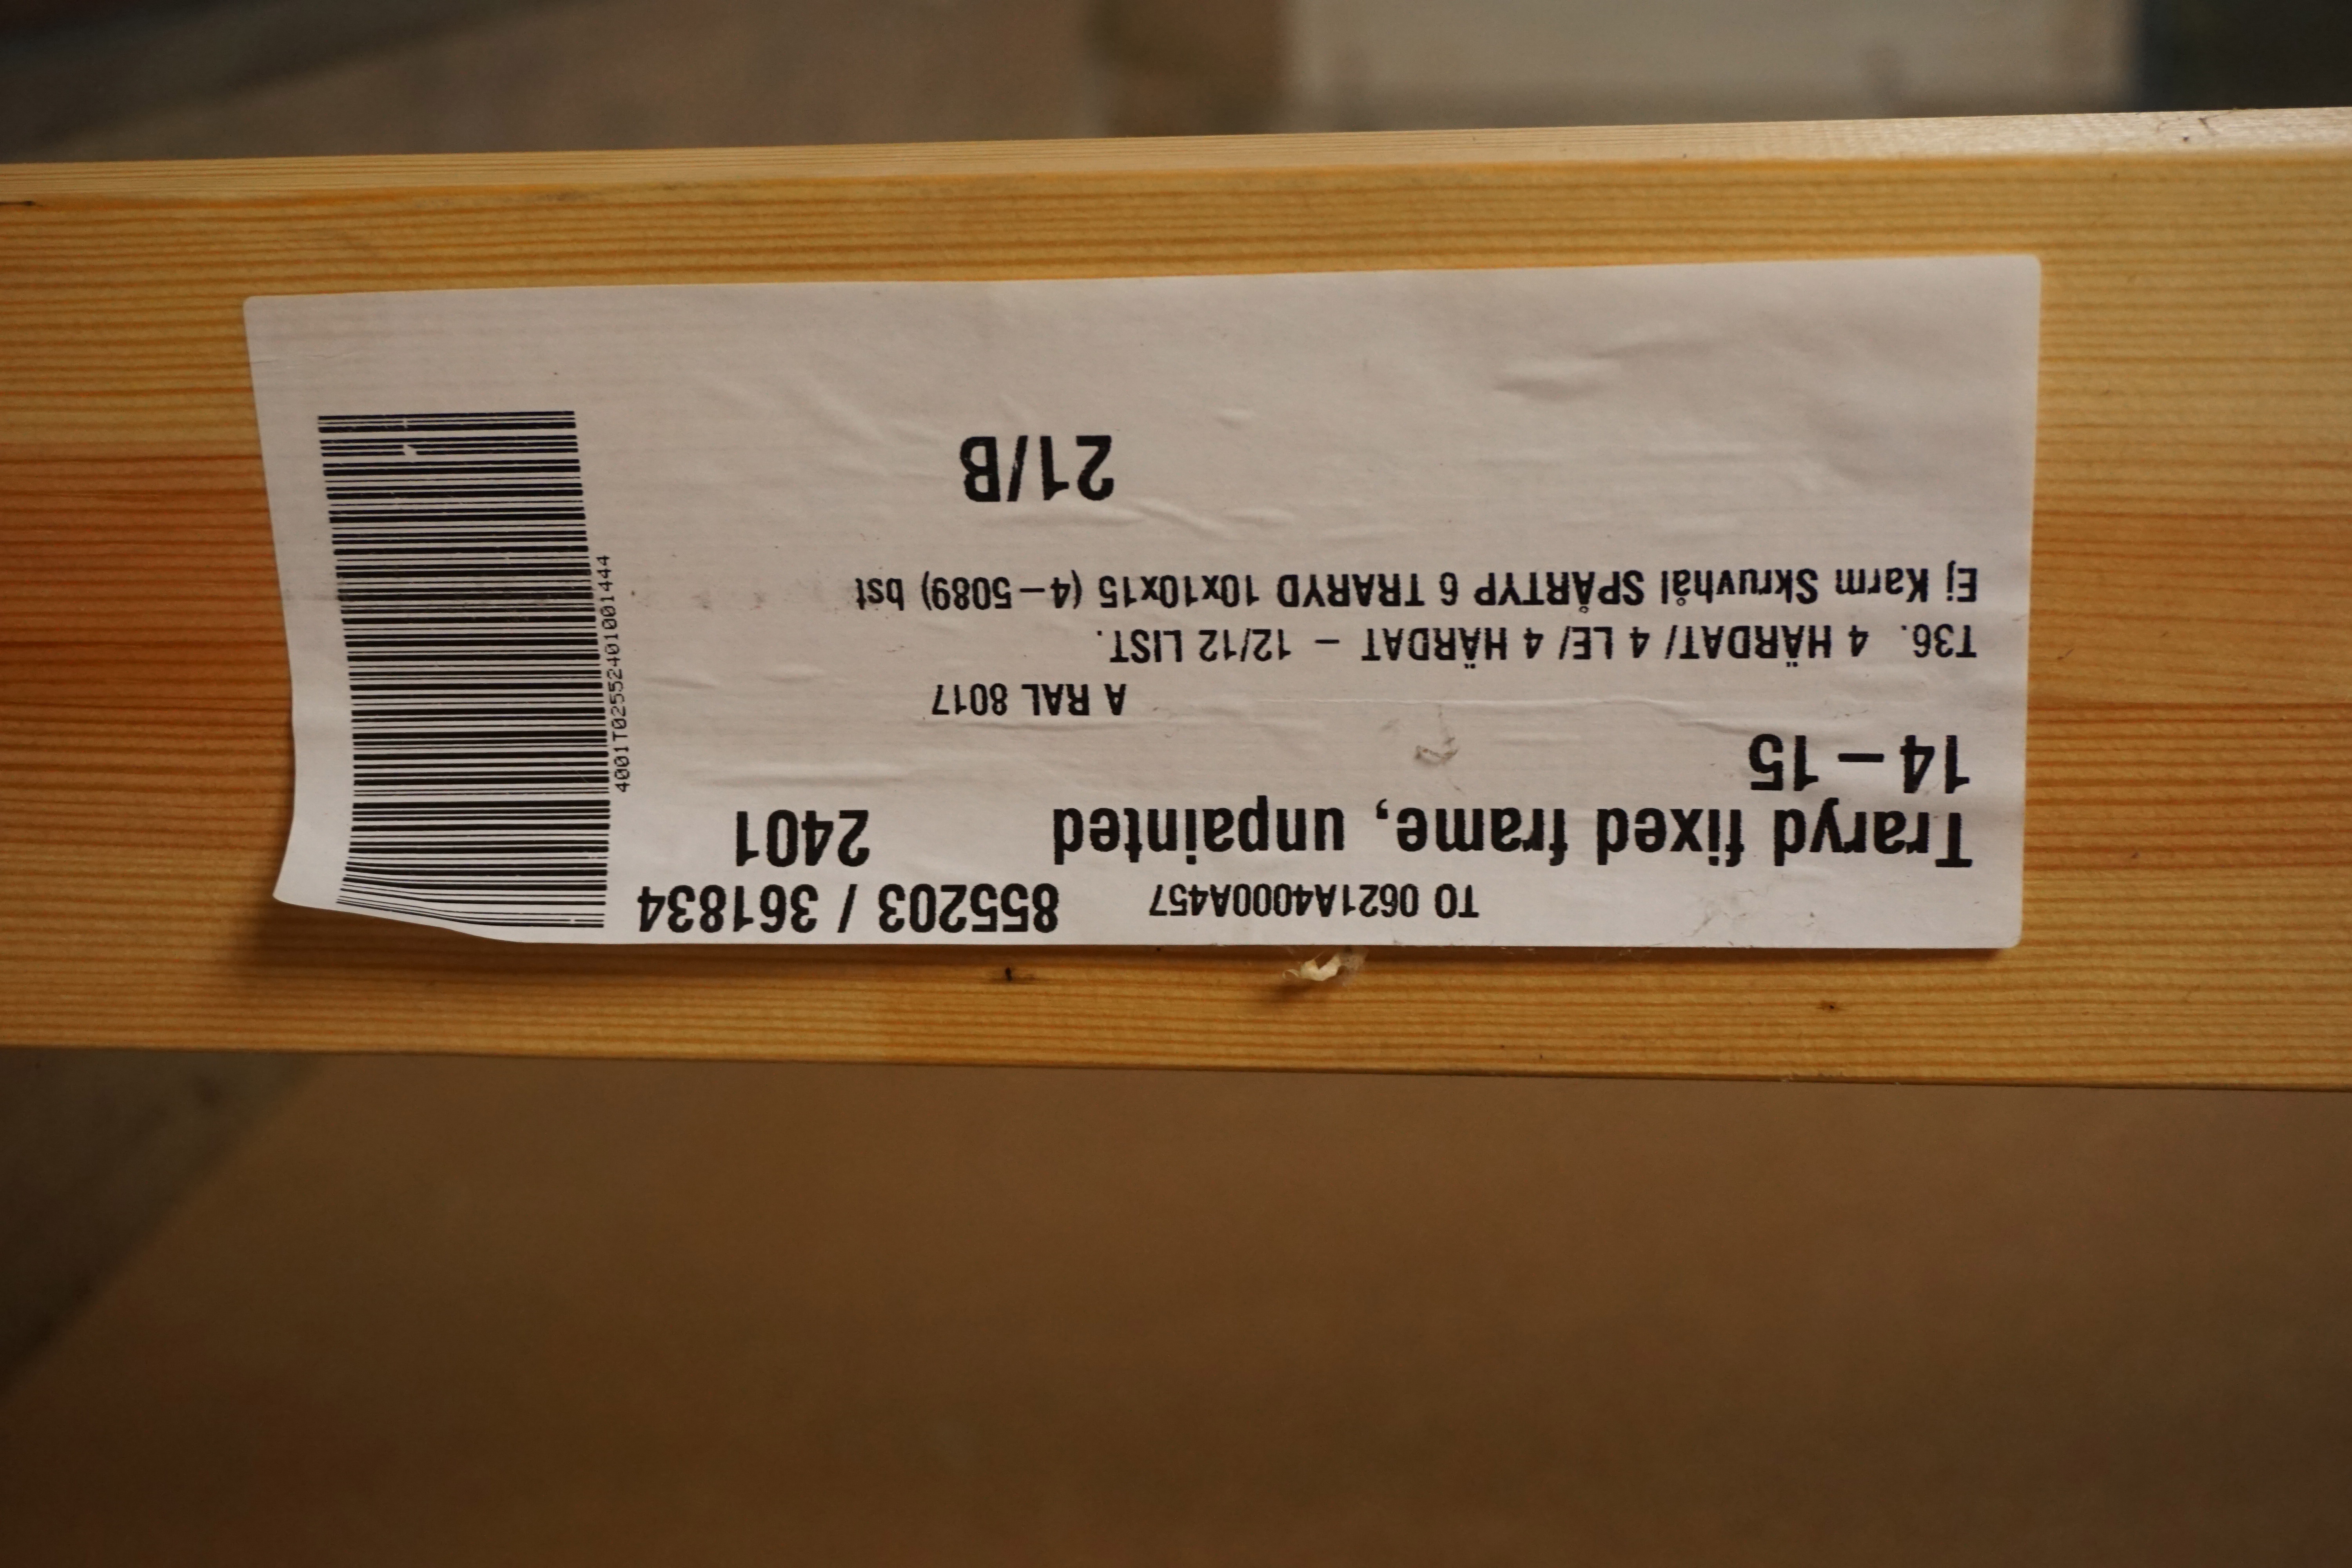 TO 0621A4000A457 855203 / 361834
Traryd fixed frame, unpainted 2401
14 – 15
A RAL 8017
T36. 4 HÄRDAT/ 4 LE/ 4 HÄRDAT – 12/12 LIST.
Ej Karm Skruvhål SPÅRTYP 6 TRARYD 10x10x15 (4–5089) bst
21/B
4001T02552401001444